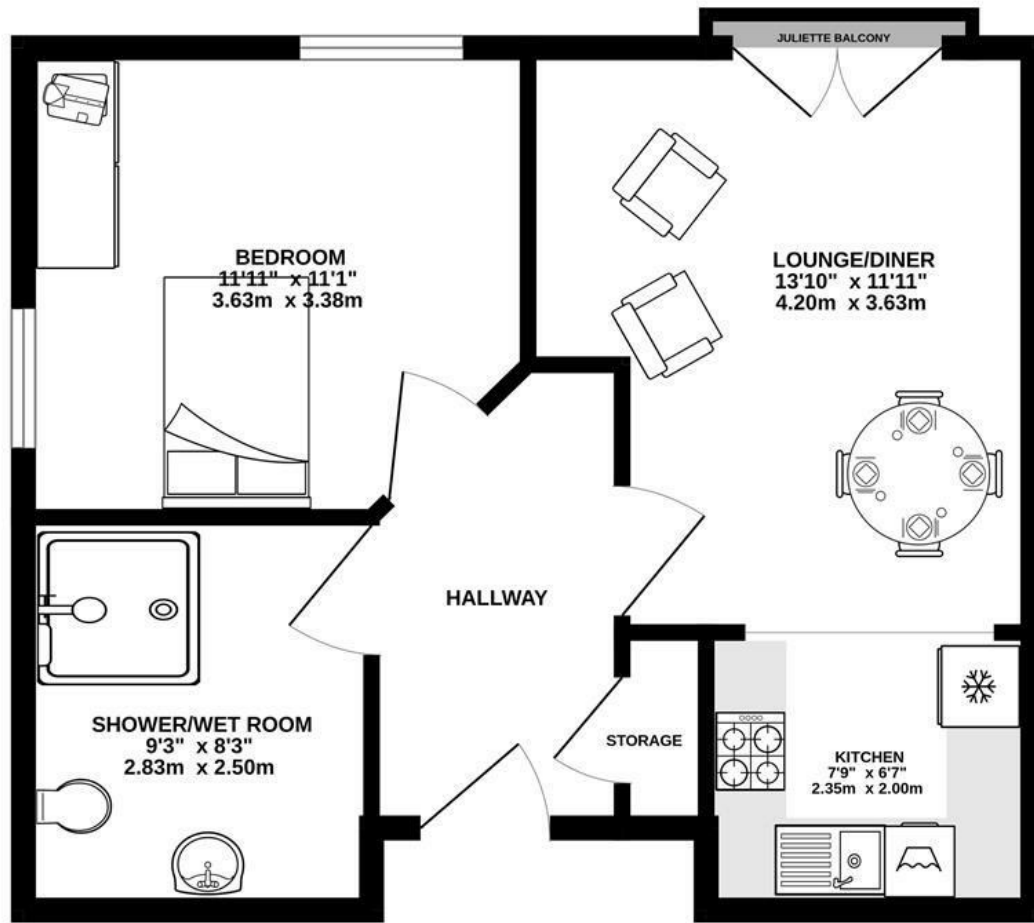 JULIETTE BALCONY
BEDROOM
11'11" x 11'1"
3.63m x 3.38m
LOUNGE/DINER
13'10" x 11'11"
4.20m x 3.63m
HALLWAY
SHOWER/WET ROOM
9'3" x 8'3"
2.83m x 2.50m
STORAGE
KITCHEN
7'9" x 6'7"
2.35m x 2.00m